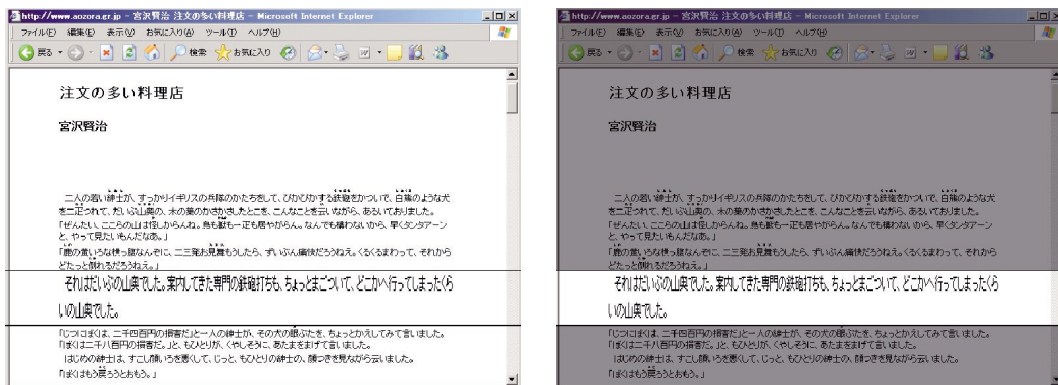 http://www.aozora.gr.jp - 宮沢賢治 注文の多い料理店 - Microsoft Internet Explorer
ファイル(F) 編集(E) 表示(V) お気に入り(A) ツール(T) ヘルプ(H)
戻る 検索 お気に入り
注文の多い料理店
宮沢賢治
二人の若い紳士が、すっかりイギリスの兵隊のかたちをして、ぴかぴかする鉄砲をかついで、白熊のような犬
を二疋つれて、だいぶ山奥の、木の葉のかさかさしたとこを、こんなことを云いながら、あるいておりました。
「ぜんたい、ここらの山は怪しからんね。鳥も獣も一疋も居やがらん。なんでも構わないから、早くタンタアーン
と、やって見たいもんだなあ。」
「鹿の黄いろな横っ腹なんぞに、二三発お見舞もうしたら、ずいぶん痛快だろうねえ。くるくるまわって、それから
どたっと倒れるだろうねえ。」
それはだいぶの山奥でした。案内してきた専門の鉄砲打ちも、ちょっとまごついて、どこかへ行ってしまったくら
いの山奥でした。
「じつにぼくは、二千四百円の損害だ」と一人の紳士が、その犬の眼ぶたを、ちょっとかえしてみて言いました。
「ぼくは二千八百円の損害だ。」と、もひとりが、くやしそうに、あたまをまげて言いました。
はじめの紳士は、すこし顔いろを悪くして、じっと、もひとりの紳士の、顔つきを見ながら云いました。
「ぼくはもう戻ろうとおもう。」
http://www.aozora.gr.jp - 宮沢賢治 注文の多い料理店 - Microsoft Internet Explorer
ファイル(F) 編集(E) 表示(V) お気に入り(A) ツール(T) ヘルプ(H)
戻る 検索 お気に入り
注文の多い料理店
宮沢賢治
二人の若い紳士が、すっかりイギリスの兵隊のかたちをして、ぴかぴかする鉄砲をかついで、白熊のような犬
を二疋つれて、だいぶ山奥の、木の葉のかさかさしたとこを、こんなことを云いながら、あるいておりました。
「ぜんたい、ここらの山は怪しからんね。鳥も獣も一疋も居やがらん。なんでも構わないから、早くタンタアーン
と、やって見たいもんだなあ。」
「鹿の黄いろな横っ腹なんぞに、二三発お見舞もうしたら、ずいぶん痛快だろうねえ。くるくるまわって、それから
どたっと倒れるだろうねえ。」
それはだいぶの山奥でした。案内してきた専門の鉄砲打ちも、ちょっとまごついて、どこかへ行ってしまったくら
いの山奥でした。
「じつにぼくは、二千四百円の損害だ」と一人の紳士が、その犬の眼ぶたを、ちょっとかえしてみて言いました。
「ぼくは二千八百円の損害だ。」と、もひとりが、くやしそうに、あたまをまげて言いました。
はじめの紳士は、すこし顔いろを悪くして、じっと、もひとりの紳士の、顔つきを見ながら云いました。
「ぼくはもう戻ろうとおもう。」